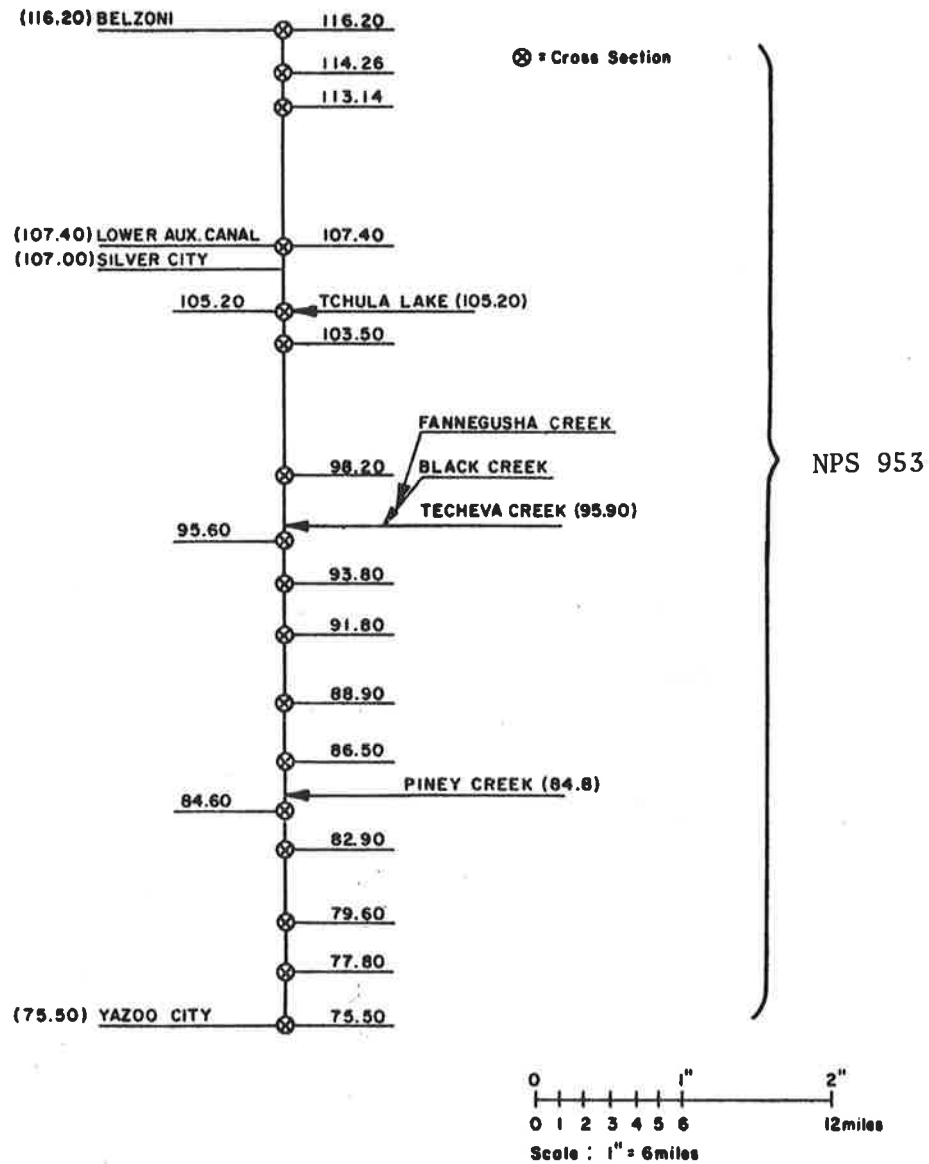 (116.20) BELZONI 116.20
⊗ = Cross Section
114.26
113.14
(107.40) LOWER AUX. CANAL 107.40
(107.00) SILVER CITY
105.20 TCHULA LAKE (105.20)
103.50
FANNEGUSHA CREEK
98.20 BLACK CREEK
NPS 953
TECHEVA CREEK (95.90)
95.60
93.80
91.80
88.90
86.50
PINEY CREEK (84.8)
84.60
82.90
79.60
77.80
(75.50) YAZOO CITY 75.50
0 1" 2"
0 1 2 3 4 5 6 12miles
Scale : 1" = 6miles